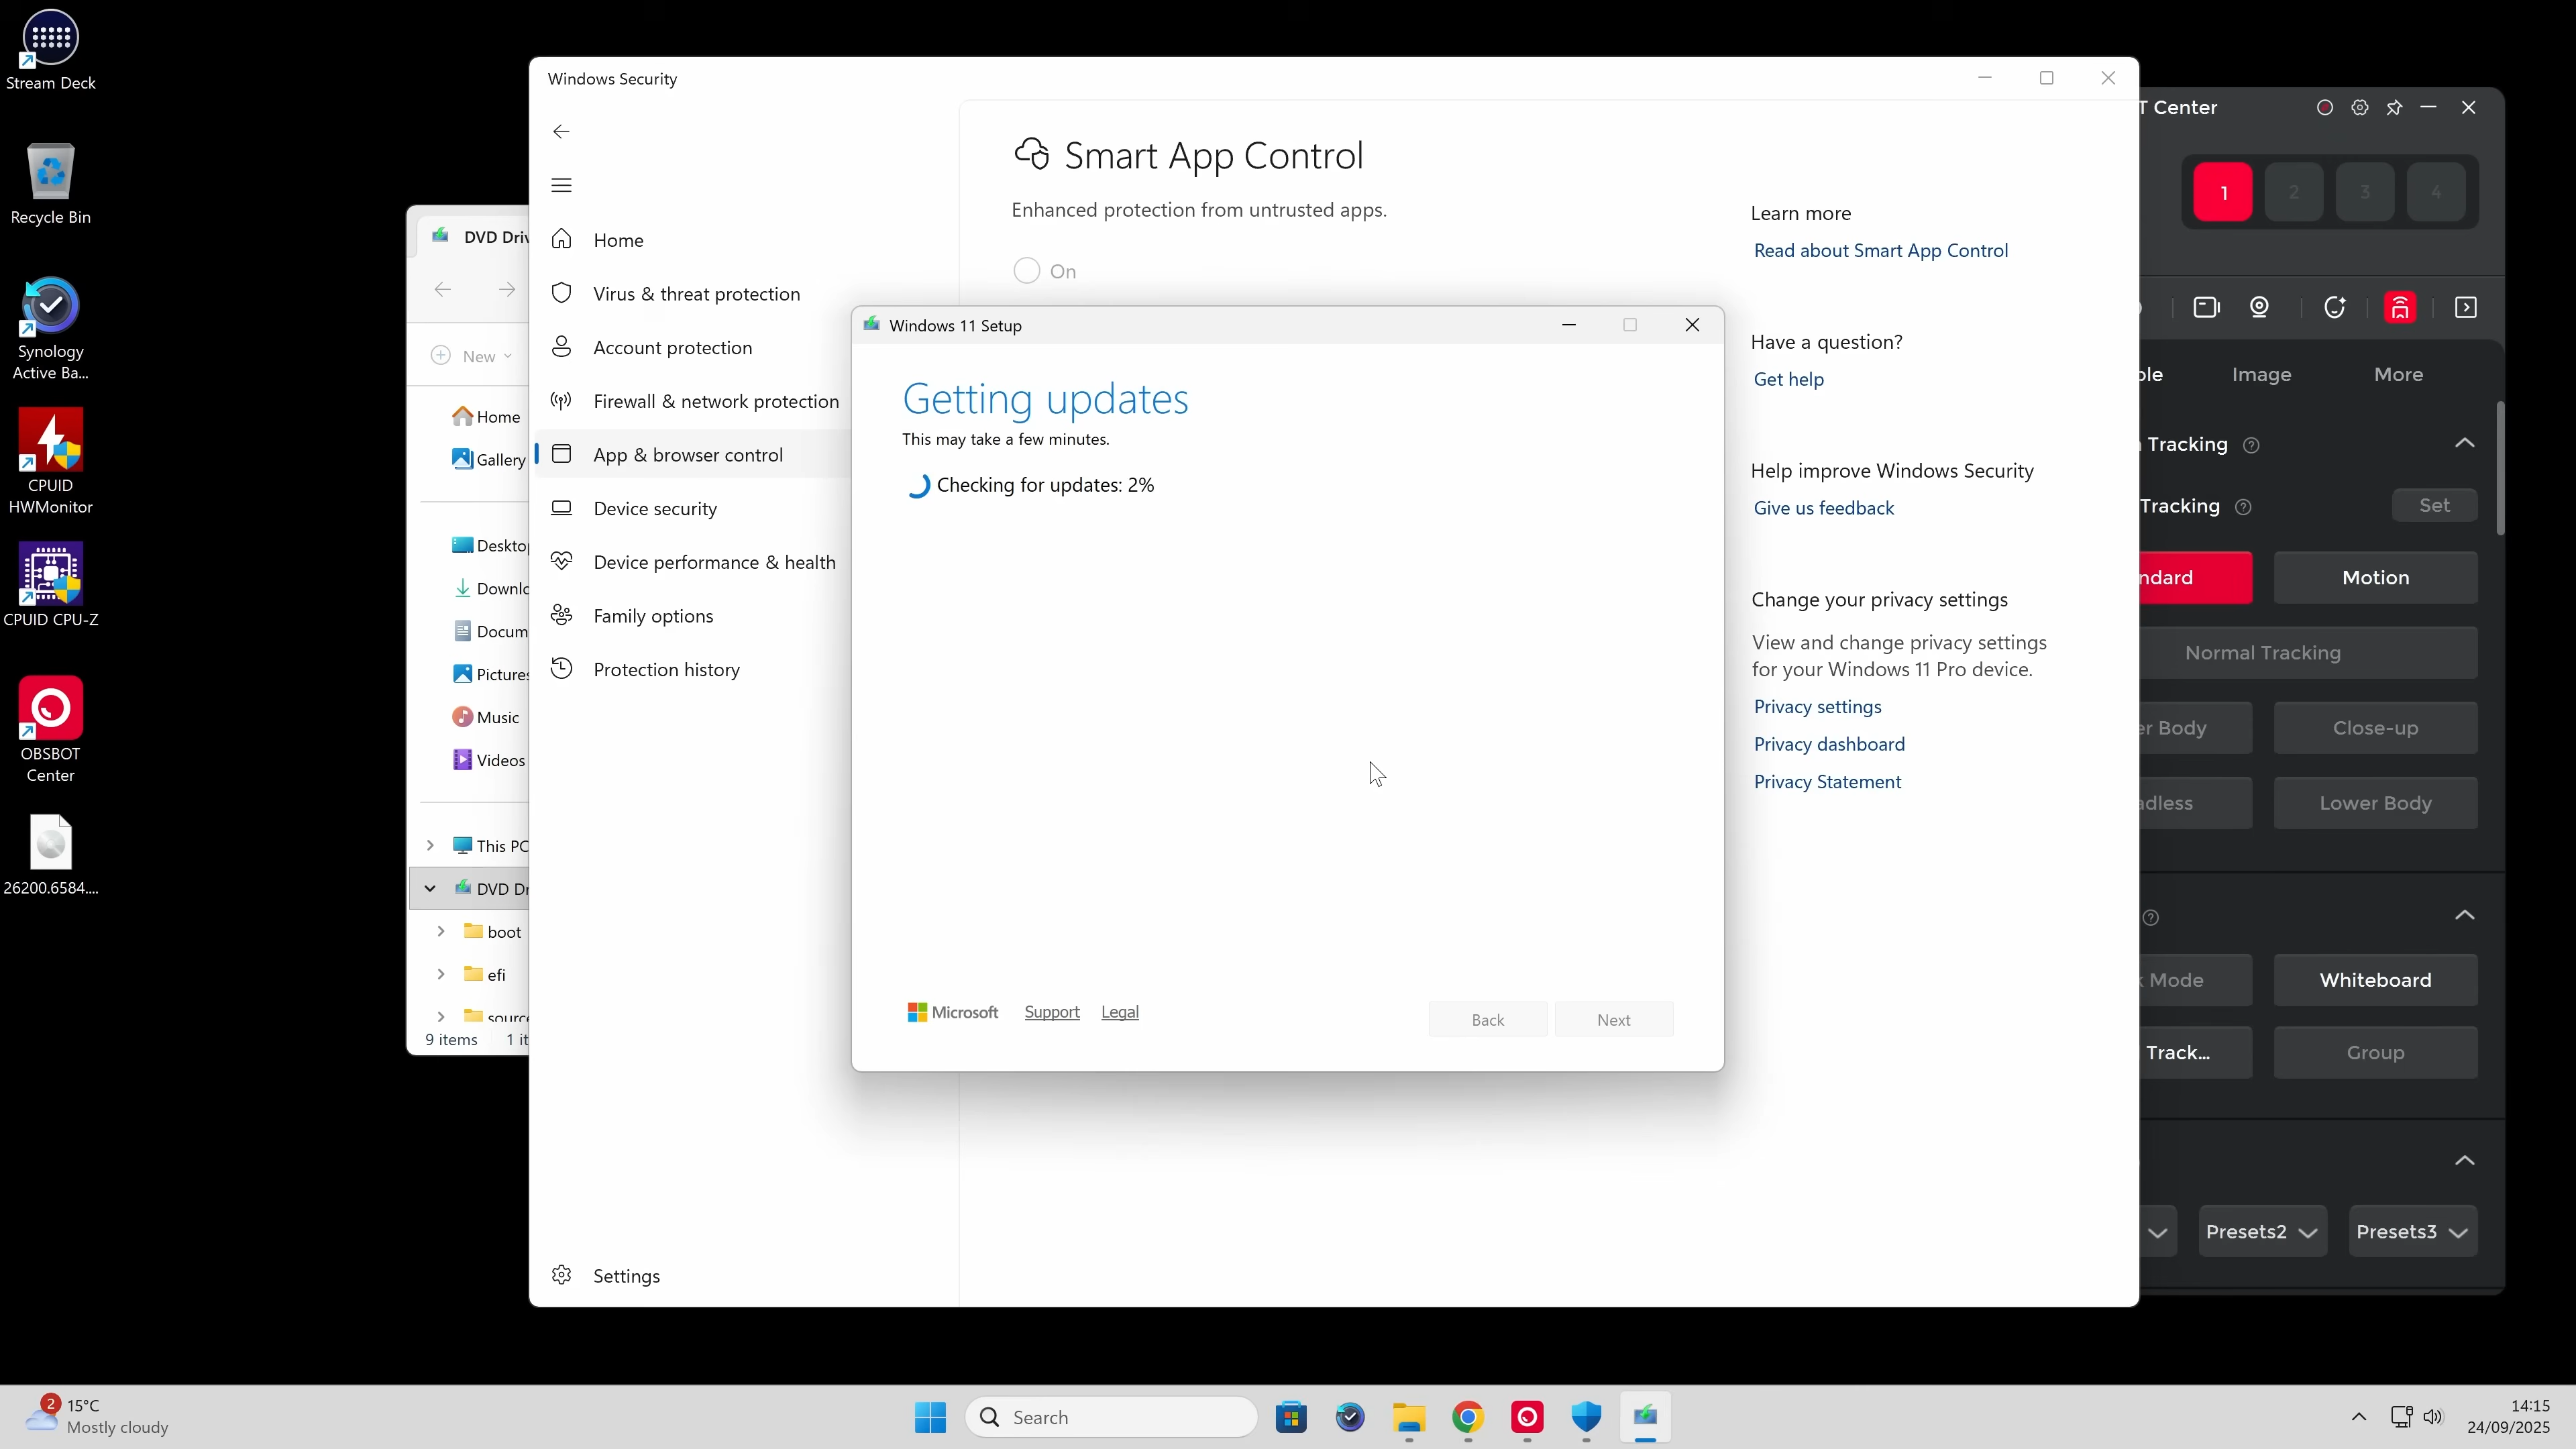 Stream Deck
Recycle Bin
Synology
Active Ba...
CPUID
HWMonitor
CPUID CPU-Z
OBSBOT
Center
26200.6584....
DVD
New
Home
Gallery
Music
Videos
This PC
DVD
boot
efi
9 items
Windows Security
Home
Virus & threat protection
Account protection
Firewall & network protection
App & browser control
Device security
Device performance & health
Family options
Protection history
Settings
Smart App Control
Enhanced protection from untrusted apps.
On
Windows 11 Setup
Getting updates
This may take a few minutes.
Checking for updates: 2%
Microsoft
Support
Legal
Back
Next
Learn more
Read about Smart App Control
Have a question?
Get help
Help improve Windows Security
Give us feedback
Change your privacy settings
View and change privacy settings
for your Windows 11 Pro device.
Privacy settings
Privacy dashboard
Privacy Statement
T Center
1
2
3
4
Image
More
Tracking
Tracking
Set
Motion
Normal Tracking
Body
Close-up
Lower Body
Mode
Whiteboard
Track...
Group
Presets2
Presets3
2
15°C
Mostly cloudy
Search
14:15
24/09/2025